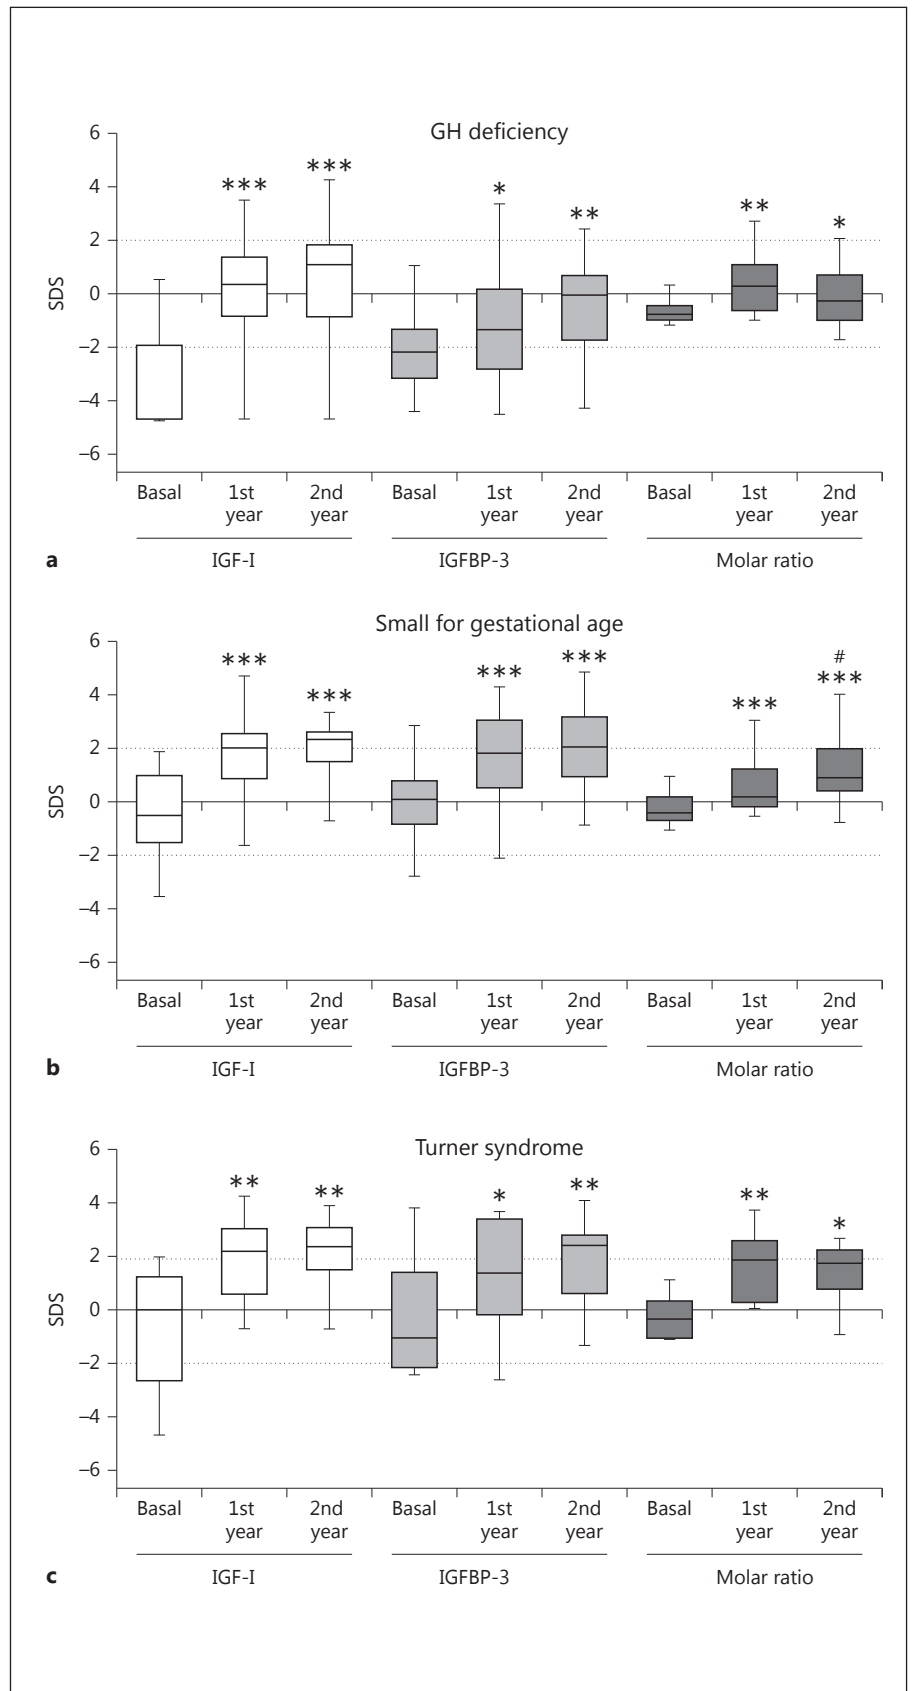 GH deficiency
6
4
2
0
–2
–4
–6
SDS
*** *** * ** ** *
Basal 1st year 2nd year Basal 1st year 2nd year Basal 1st year 2nd year
IGF-I IGFBP-3 Molar ratio
a
Small for gestational age
6
4
2
0
–2
–4
–6
SDS
#
*** *** *** *** *** ***
Basal 1st year 2nd year Basal 1st year 2nd year Basal 1st year 2nd year
IGF-I IGFBP-3 Molar ratio
b
Turner syndrome
6
4
2
0
–2
–4
–6
SDS
** ** * ** ** *
Basal 1st year 2nd year Basal 1st year 2nd year Basal 1st year 2nd year
IGF-I IGFBP-3 Molar ratio
c